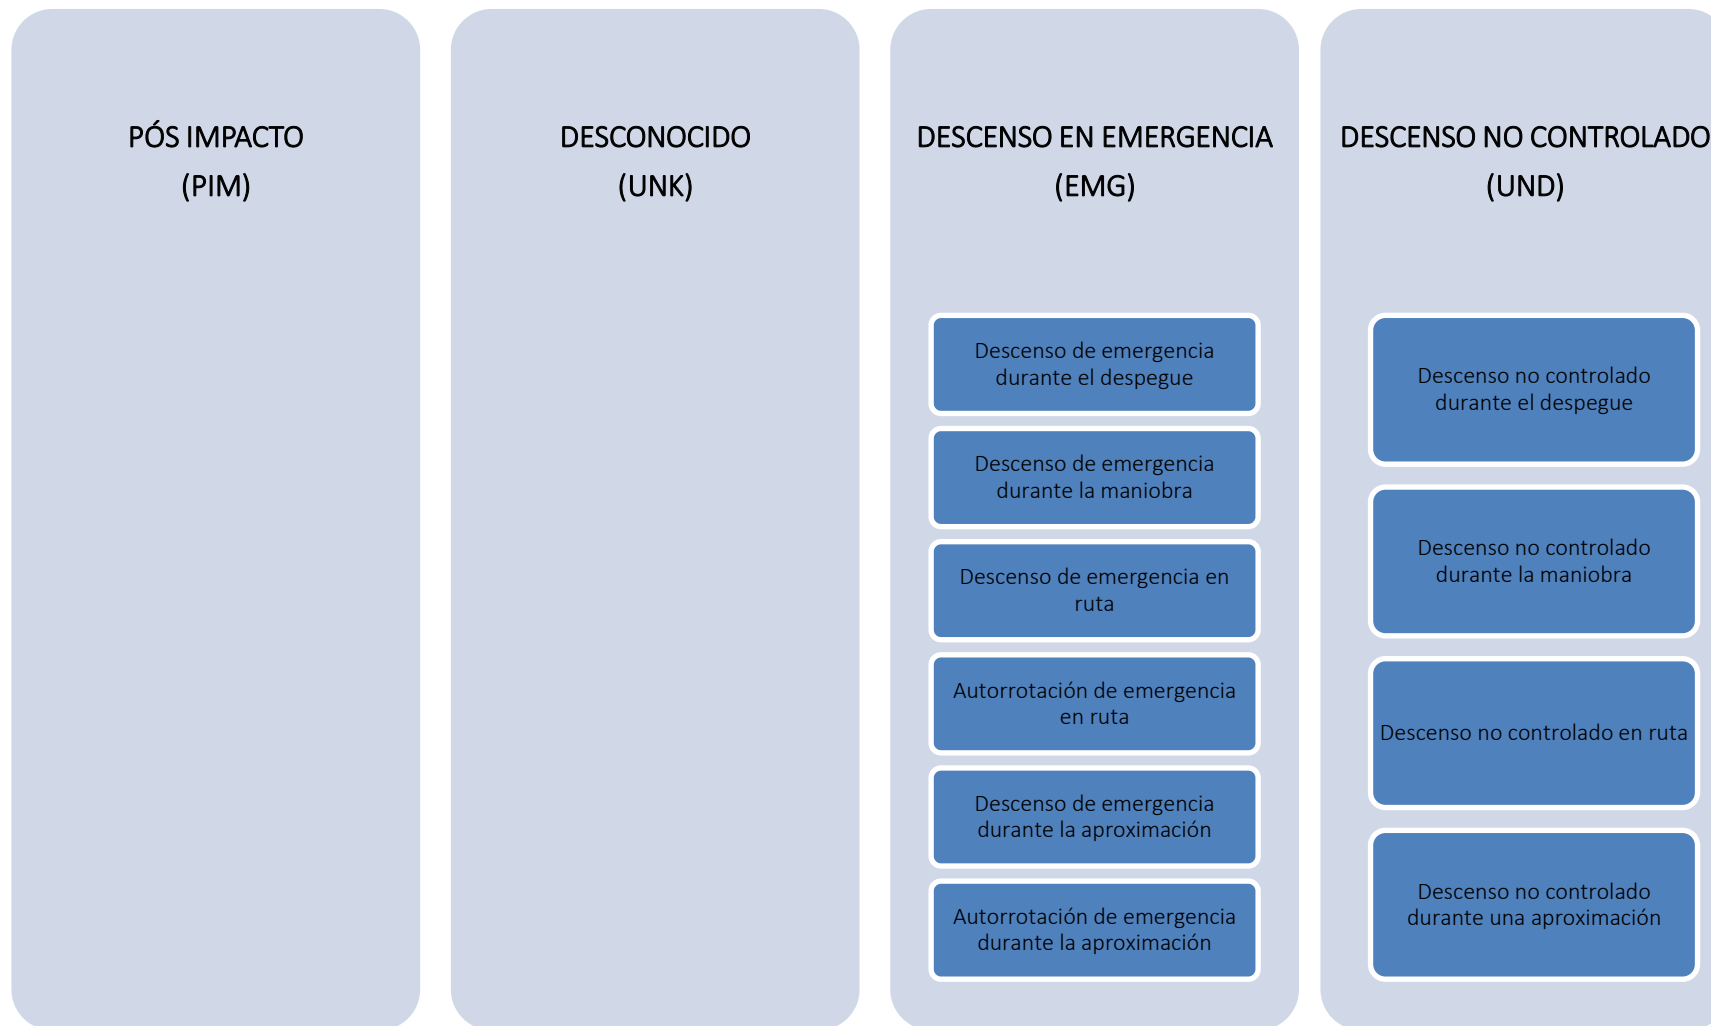 PÓS IMPACTO
(PIM)
DESCONOCIDO
(UNK)
DESCENSO EN EMERGENCIA
(EMG)
Descenso de emergencia
durante el despegue
Descenso de emergencia
durante la maniobra
Descenso de emergencia en
ruta
Autorrotación de emergencia
en ruta
Descenso de emergencia
durante la aproximación
Autorrotación de emergencia
durante la aproximación
DESCENSO NO CONTROLADO
(UND)
Descenso no controlado
durante el despegue
Descenso no controlado
durante la maniobra
Descenso no controlado en ruta
Descenso no controlado
durante una aproximación